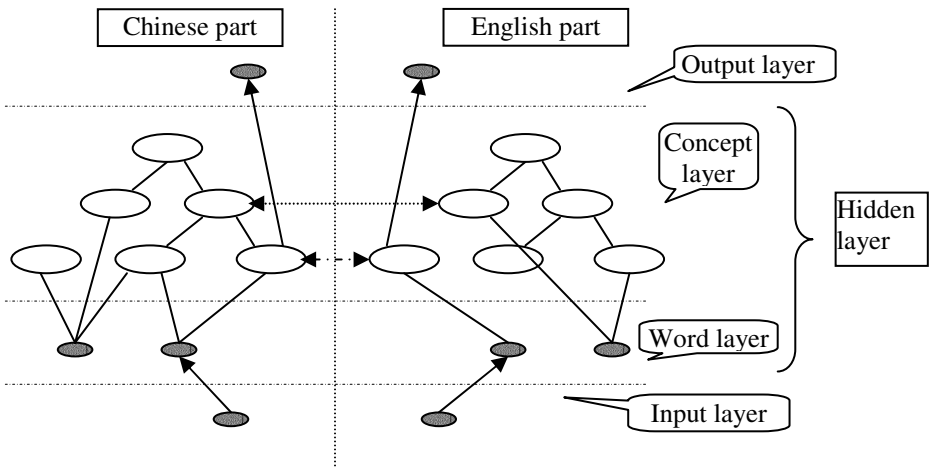 Chinese part
English part
Output layer
Concept
layer
Hidden
layer
Word layer
Input layer